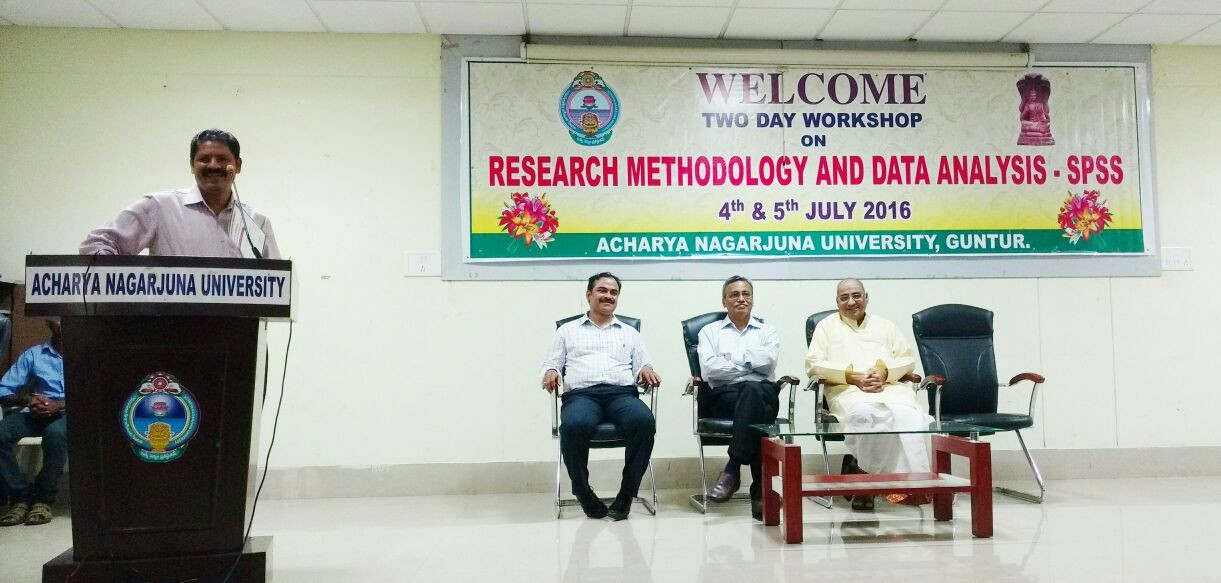 WELCOME
TWO DAY WORKSHOP
ON
RESEARCH METHODOLOGY AND DATA ANALYSIS - SPSS
4th & 5th JULY 2016
ACHARYA NAGARJUNA UNIVERSITY, GUNTUR.
ACHARYA NAGARJUNA UNIVERSITY